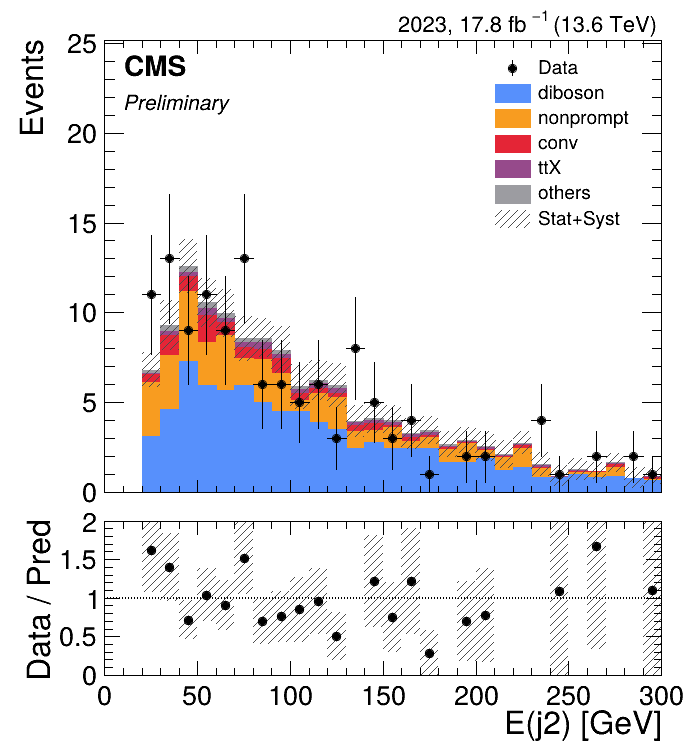 2023, 17.8 fb⁻¹ (13.6 TeV)
Events
25
20
15
10
5
0
CMS
Preliminary
Data
diboson
nonprompt
conv
ttX
others
Stat+Syst
Data / Pred
2
1.5
1
0.5
0
0 50 100 150 200 250 300
E(j2) [GeV]